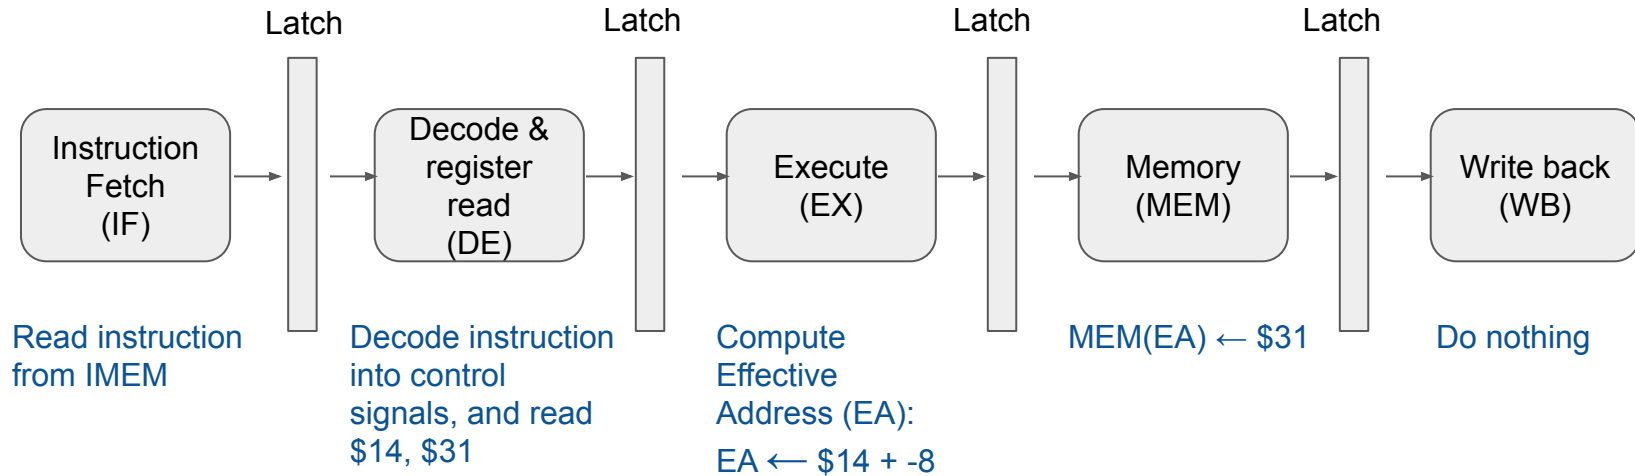 Latch
Latch
Latch
Latch
Instruction
Fetch
(IF)
Decode &
register
read
(DE)
Execute
(EX)
Memory
(MEM)
Write back
(WB)
Read instruction
from IMEM
Decode instruction
into control
signals, and read
$14, $31
Compute
Effective
Address (EA):
EA ← $14 + -8
MEM(EA) ← $31
Do nothing